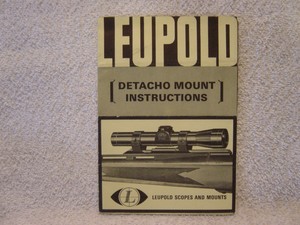 LEUPOLD
[ DETACHO MOUNT
INSTRUCTIONS ]
L
LEUPOLD SCOPES AND MOUNTS